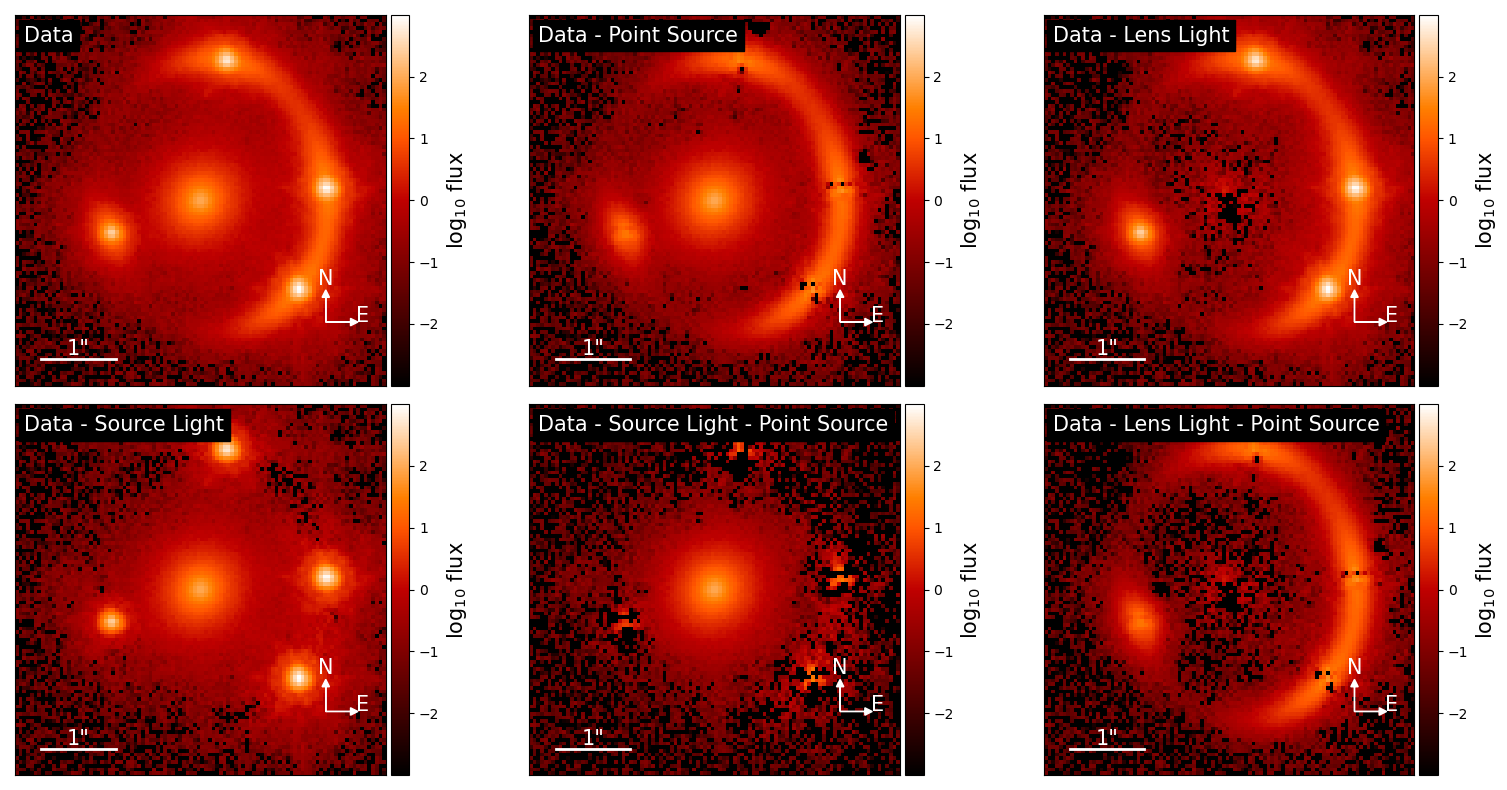 Data
N
E
1"
2
1
0
−1
−2
log10 flux
Data - Point Source
N
E
1"
2
1
0
−1
−2
log10 flux
Data - Lens Light
N
E
1"
2
1
0
−1
−2
log10 flux
Data - Source Light
N
E
1"
2
1
0
−1
−2
log10 flux
Data - Source Light - Point Source
N
E
1"
2
1
0
−1
−2
log10 flux
Data - Lens Light - Point Source
N
E
1"
2
1
0
−1
−2
log10 flux